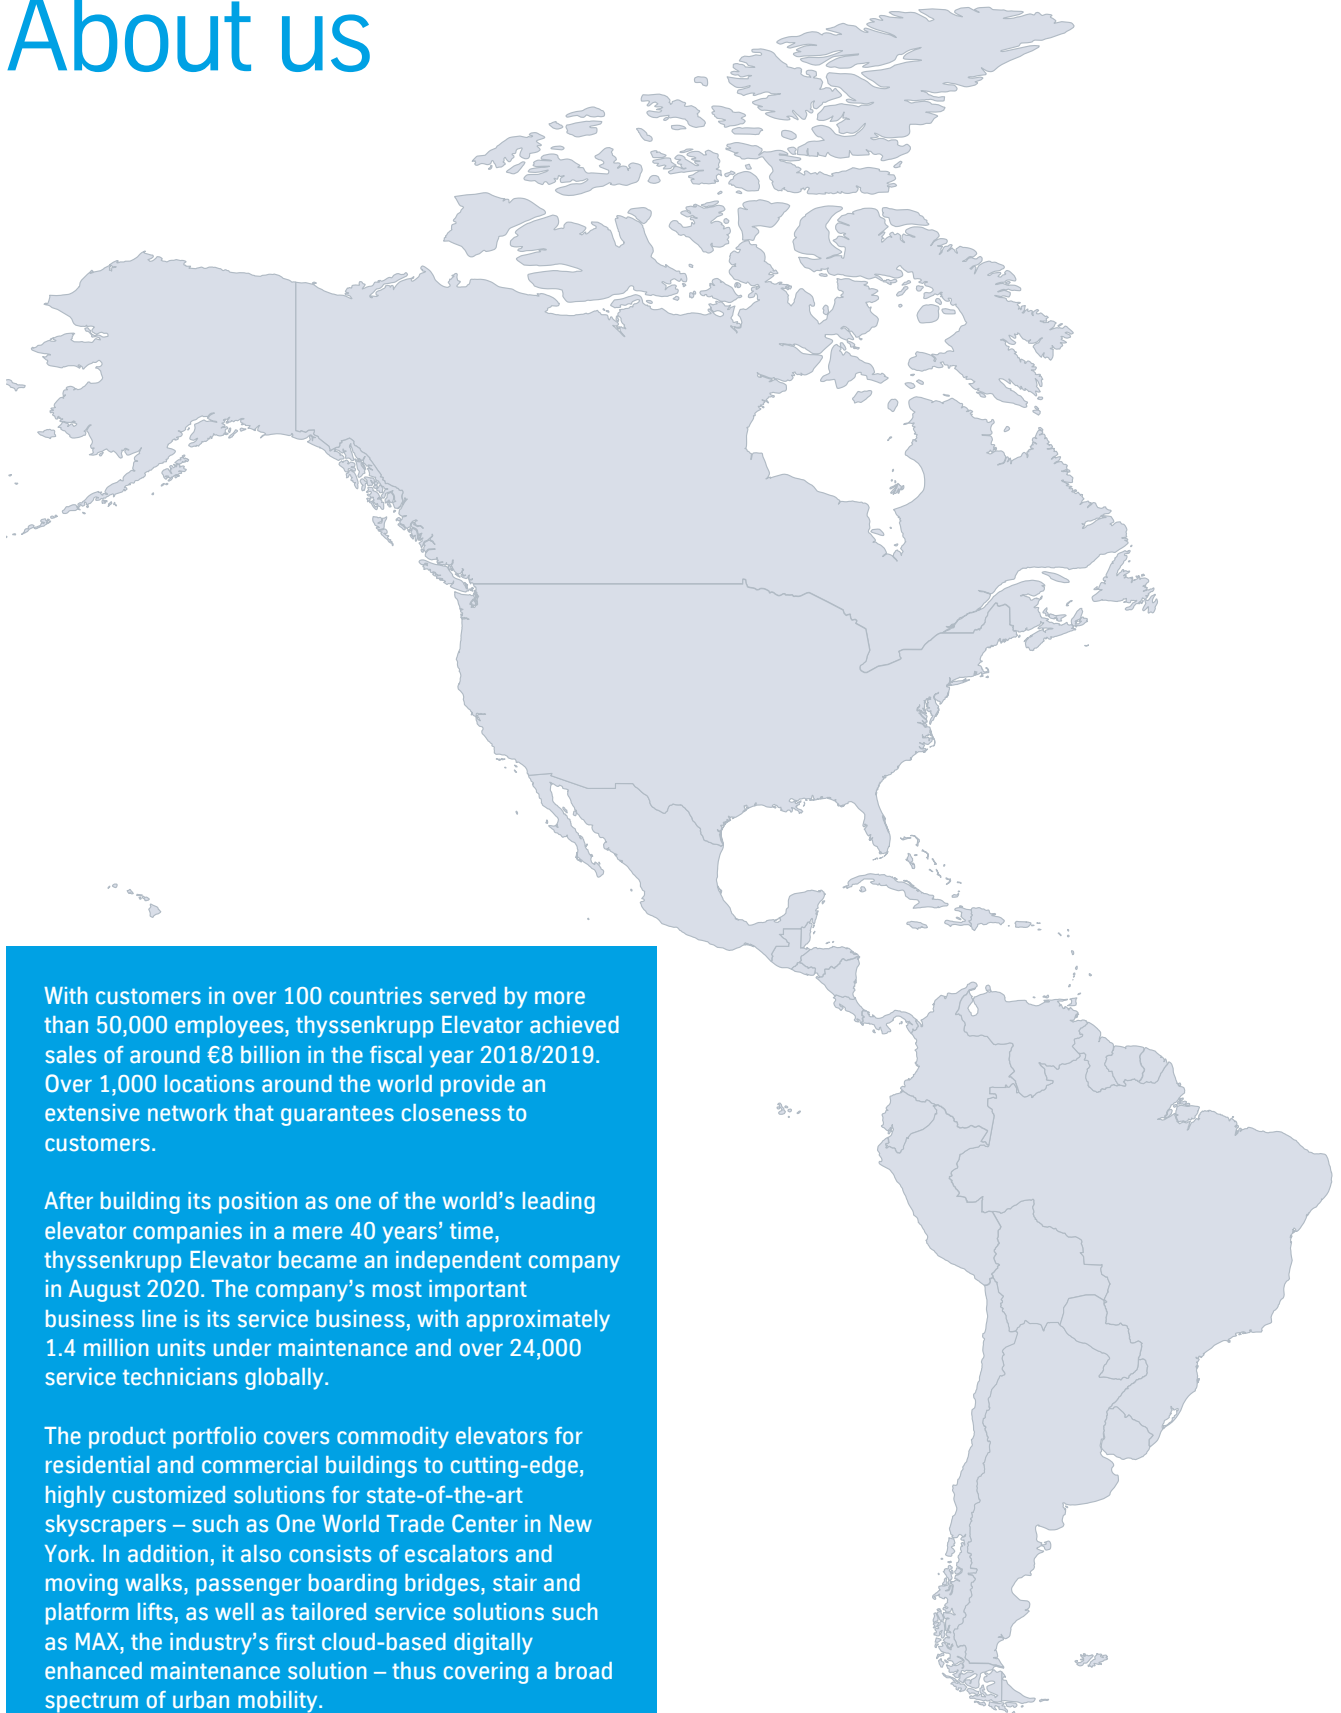 About us
With customers in over 100 countries served by more
than 50,000 employees, thyssenkrupp Elevator achieved
sales of around €8 billion in the fiscal year 2018/2019.
Over 1,000 locations around the world provide an
extensive network that guarantees closeness to
customers.
After building its position as one of the world’s leading
elevator companies in a mere 40 years’ time,
thyssenkrupp Elevator became an independent company
in August 2020. The company’s most important
business line is its service business, with approximately
1.4 million units under maintenance and over 24,000
service technicians globally.
The product portfolio covers commodity elevators for
residential and commercial buildings to cutting-edge,
highly customized solutions for state-of-the-art
skyscrapers – such as One World Trade Center in New
York. In addition, it also consists of escalators and
moving walks, passenger boarding bridges, stair and
platform lifts, as well as tailored service solutions such
as MAX, the industry’s first cloud-based digitally
enhanced maintenance solution – thus covering a broad
spectrum of urban mobility.